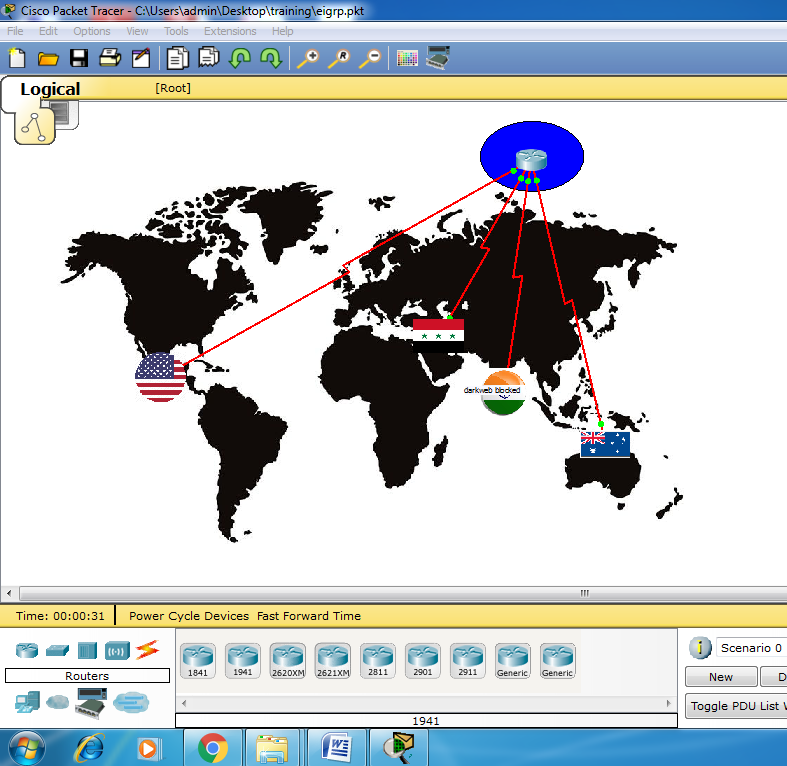 Cisco Packet Tracer - C:\Users\admin\Desktop\training\eigrp.pkt
File Edit Options View Tools Extensions Help
Logical [Root]
darkweb blocked
Time: 00:00:31 Power Cycle Devices Fast Forward Time
Scenario 0
1841 1941 2620XM 2621XM 2811 2901 2911 Generic Generic
Routers
New D
Toggle PDU List W
1941